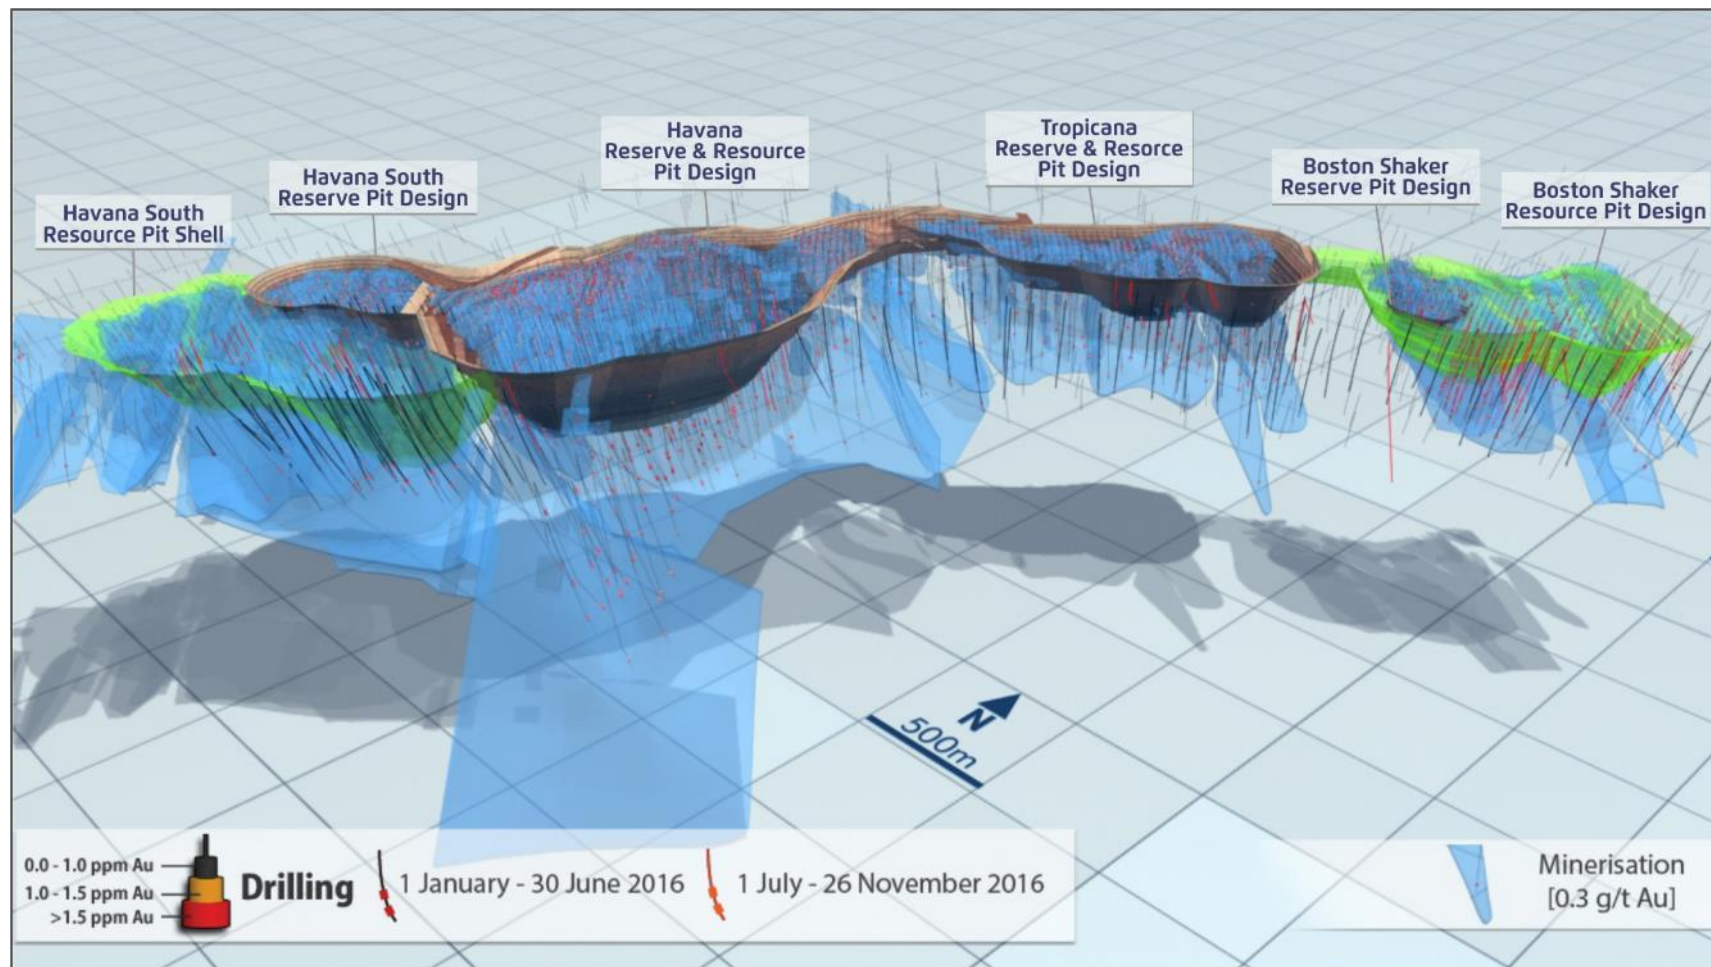 Havana South
Resource Pit Shell
Havana South
Reserve Pit Design
Havana
Reserve & Resource
Pit Design
Tropicana
Reserve & Resorce
Pit Design
Boston Shaker
Reserve Pit Design
Boston Shaker
Resource Pit Design
N
500m
0.0 - 1.0 ppm Au
1.0 - 1.5 ppm Au
>1.5 ppm Au
Drilling
1 January - 30 June 2016
1 July - 26 November 2016
Minerisation
[0.3 g/t Au]